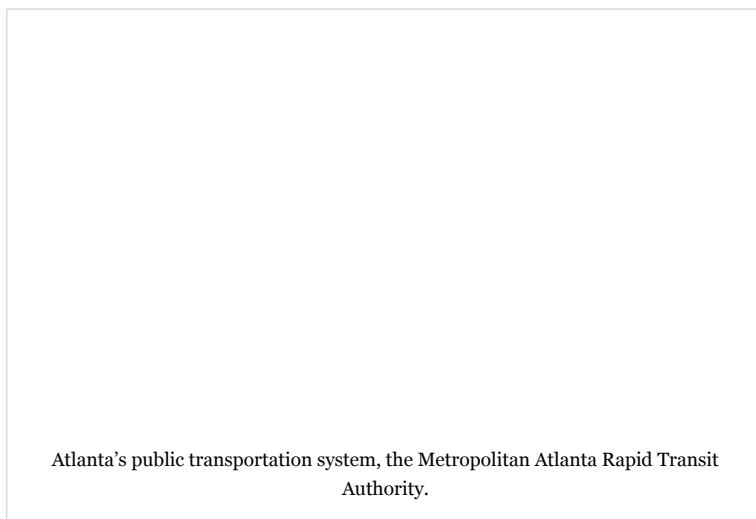 Atlanta’s public transportation system, the Metropolitan Atlanta Rapid Transit
Authority.